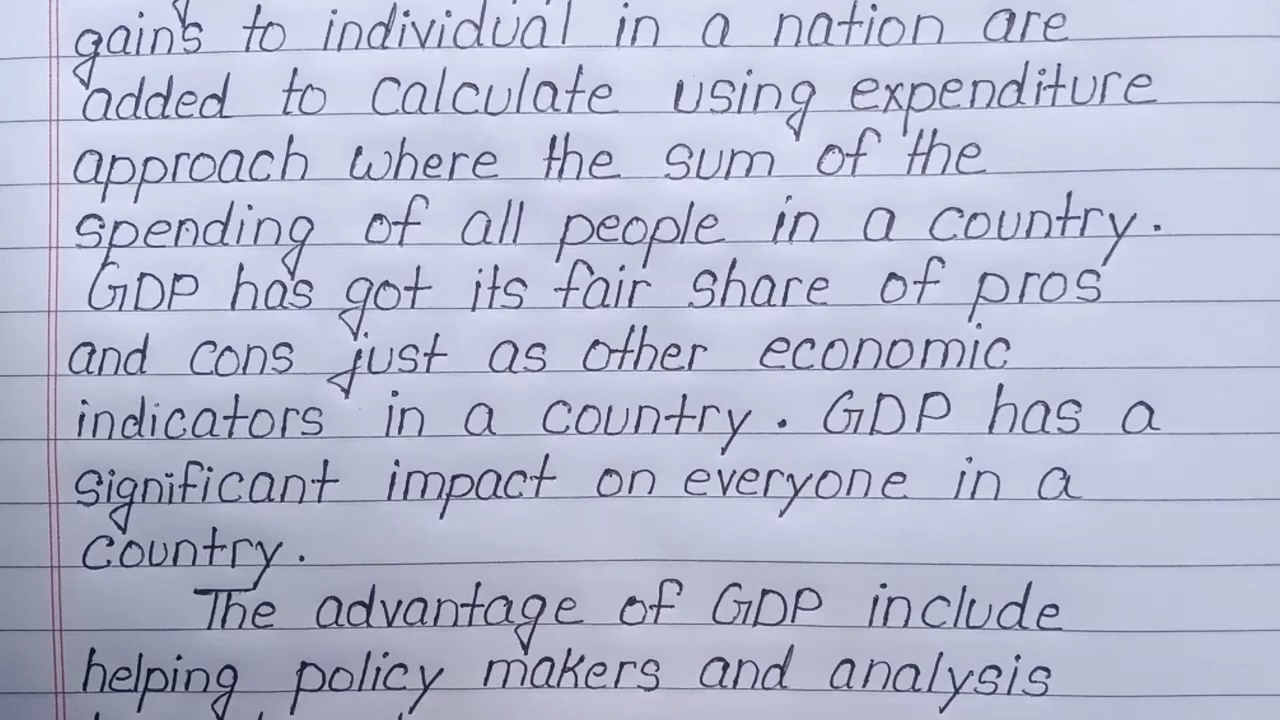 gains to individual in a nation are
added to calculate using expenditure
approach where the sum of the
spending of all people in a country.
GDP has got its fair share of pros
and cons just as other economic
indicators in a country. GDP has a
significant impact on everyone in a
country.
The advantage of GDP include
helping policy makers and analysis